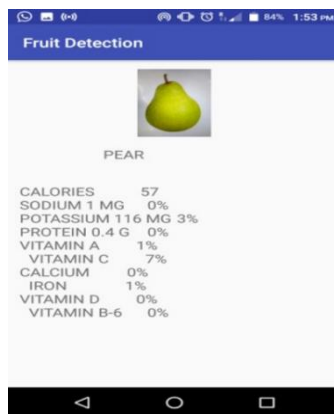 84% 1:53 PM
Fruit Detection
PEAR
CALORIES 57
SODIUM 1 MG 0%
POTASSIUM 116 MG 3%
PROTEIN 0.4 G 0%
VITAMIN A 1%
VITAMIN C 7%
CALCIUM 0%
IRON 1%
VITAMIN D 0%
VITAMIN B-6 0%